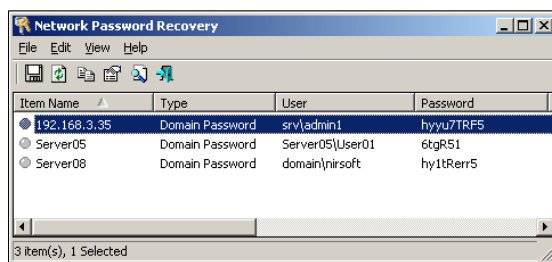 Network Password Recovery
File Edit View Help
Item Name Type User Password
192.168.3.35 Domain Password srv\admin1 hyyu7TRF5
Server05 Domain Password Server05\User01 6tgR51
Server08 Domain Password domain\nirsoft hy1tRerr5
3 item(s), 1 Selected